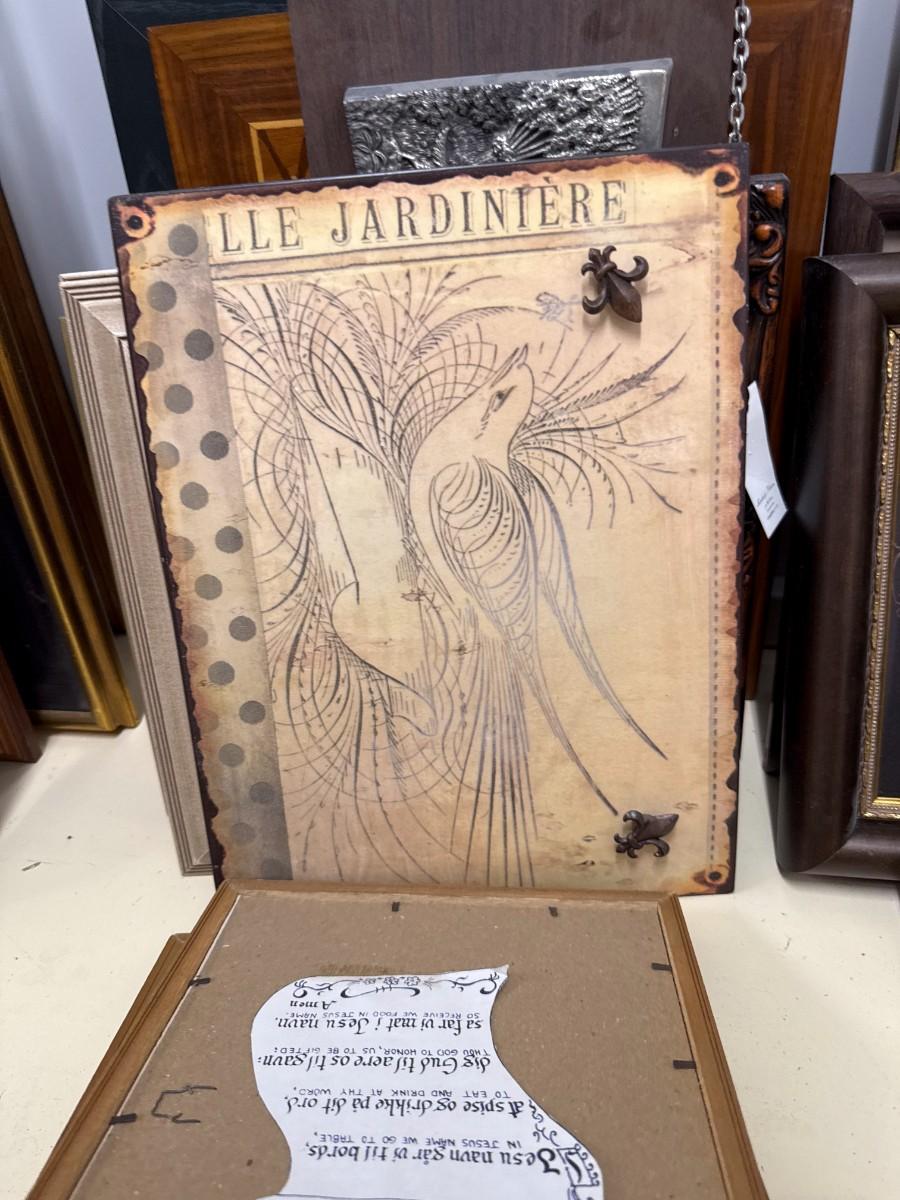 LLE JARDINIÈRE
Jesu navn går vi til bords,
IN JESUS NAME WE GO TO TABLE,
At spise og drikke på dit ord.
TO EAT AND DRINK AT THY WORD,
dig Gud til aere os til gavn:
THOU GOD TO HONOR, US TO BE GIFTED;
så får vi mat i Jesu navn.
SO RECEIVE WE FOOD IN JESUS NAME.
Amen